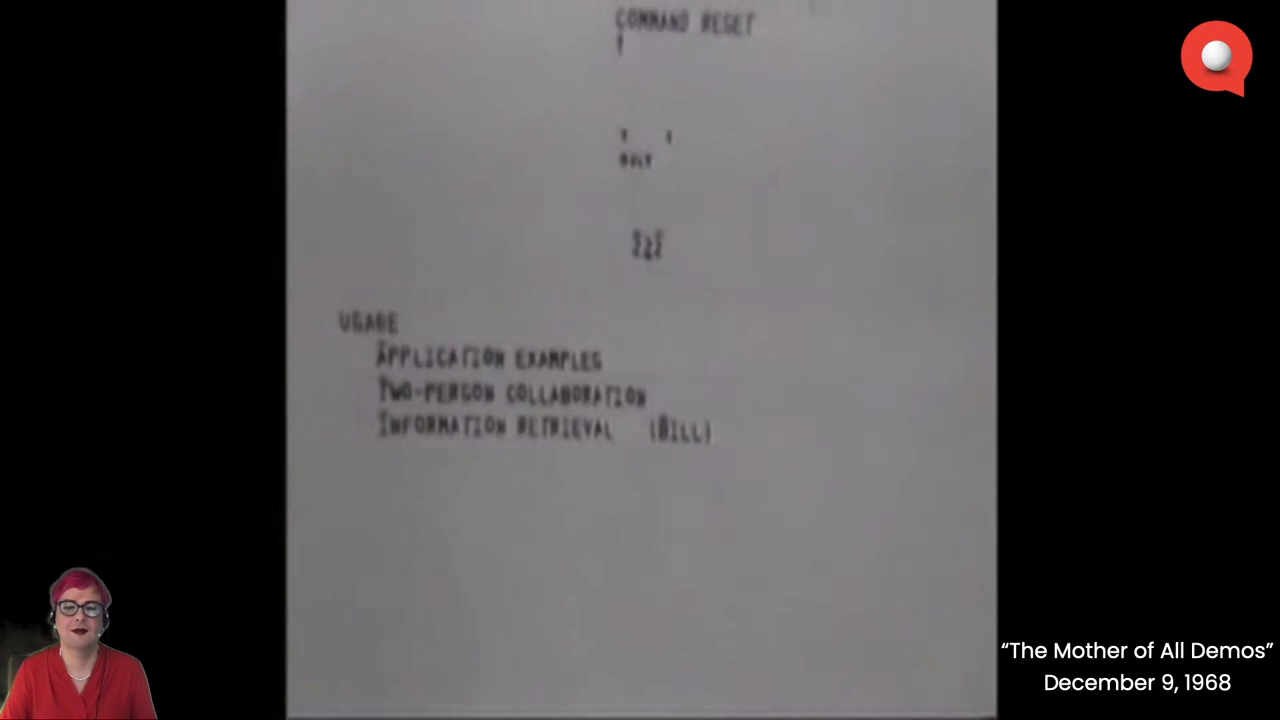 COMMAND RESET
USAGE
APPLICATION EXAMPLES
TWO-PERSON COLLABORATION
INFORMATION RETRIEVAL (BILL)
“The Mother of All Demos”
December 9, 1968